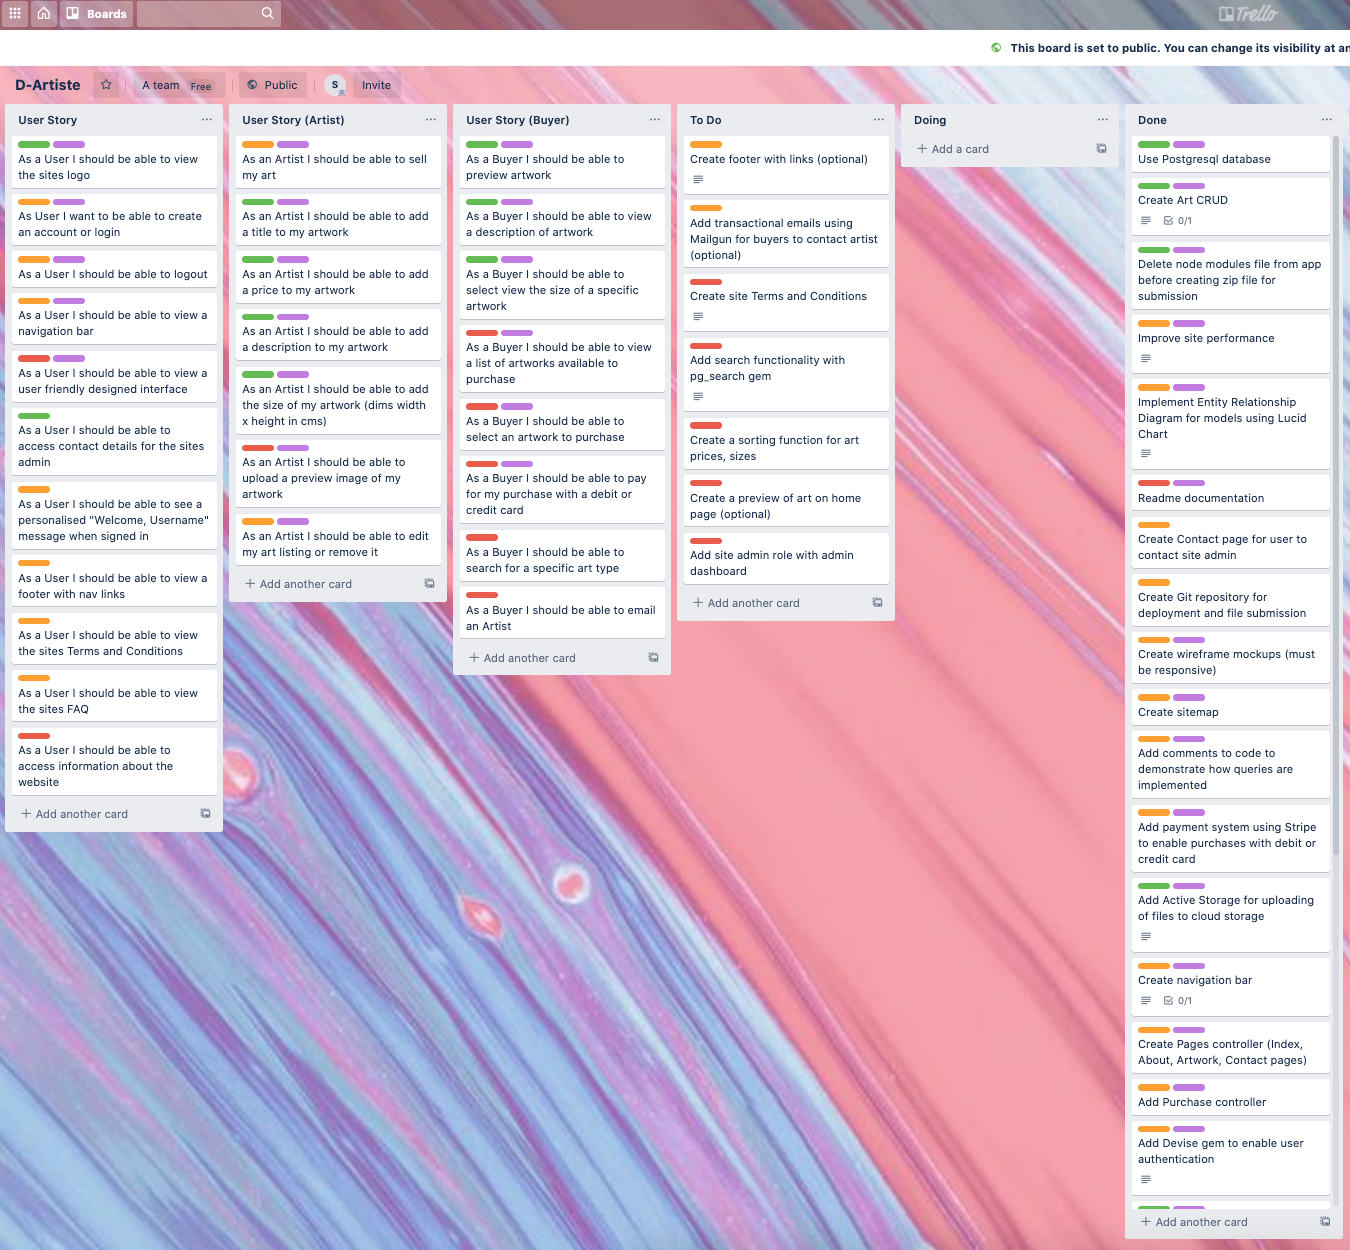 Boards
Trello
This board is set to public. You can change its visibility at
D-Artiste
A team Free
Public
S
Invite
User Story
As a User I should be able to view
the sites logo
As User I want to be able to create
an account or login
As a User I should be able to logout
As a User I should be able to view a
navigation bar
As a User I should be able to view a
user friendly designed interface
As a User I should be able to
access contact details for the sites
admin
As a User I should be able to see a
personalised "Welcome, Username"
message when signed in
As a User I should be able to view a
footer with nav links
As a User I should be able to view
the sites Terms and Conditions
As a User I should be able to view
the sites FAQ
As a User I should be able to
access information about the
website
+ Add another card
User Story (Artist)
As an Artist I should be able to sell
my art
As an Artist I should be able to add
a title to my artwork
As an Artist I should be able to add
a price to my artwork
As an Artist I should be able to add
a description to my artwork
As an Artist I should be able to add
the size of my artwork (dims width
x height in cms)
As an Artist I should be able to
upload a preview image of my
artwork
As an Artist I should be able to edit
my art listing or remove it
+ Add another card
User Story (Buyer)
As a Buyer I should be able to
preview artwork
As a Buyer I should be able to view
a description of artwork
As a Buyer I should be able to
select view the size of a specific
artwork
As a Buyer I should be able to view
a list of artworks available to
purchase
As a Buyer I should be able to
select an artwork to purchase
As a Buyer I should be able to pay
for my purchase with a debit or
credit card
As a Buyer I should be able to
search for a specific art type
As a Buyer I should be able to email
an Artist
+ Add another card
To Do
Create footer with links (optional)
Add transactional emails using
Mailgun for buyers to contact artist
(optional)
Create site Terms and Conditions
Add search functionality with
pg_search gem
Create a sorting function for art
prices, sizes
Create a preview of art on home
page (optional)
Add site admin role with admin
dashboard
+ Add another card
Doing
+ Add a card
Done
Use Postgresql database
Create Art CRUD
0/1
Delete node modules file from app
before creating zip file for
submission
Improve site performance
Implement Entity Relationship
Diagram for models using Lucid
Chart
Readme documentation
Create Contact page for user to
contact site admin
Create Git repository for
deployment and file submission
Create wireframe mockups (must
be responsive)
Create sitemap
Add comments to code to
demonstrate how queries are
implemented
Add payment system using Stripe
to enable purchases with debit or
credit card
Add Active Storage for uploading
of files to cloud storage
Create navigation bar
0/1
Create Pages controller (Index,
About, Artwork, Contact pages)
Add Purchase controller
Add Devise gem to enable user
authentication
+ Add another card